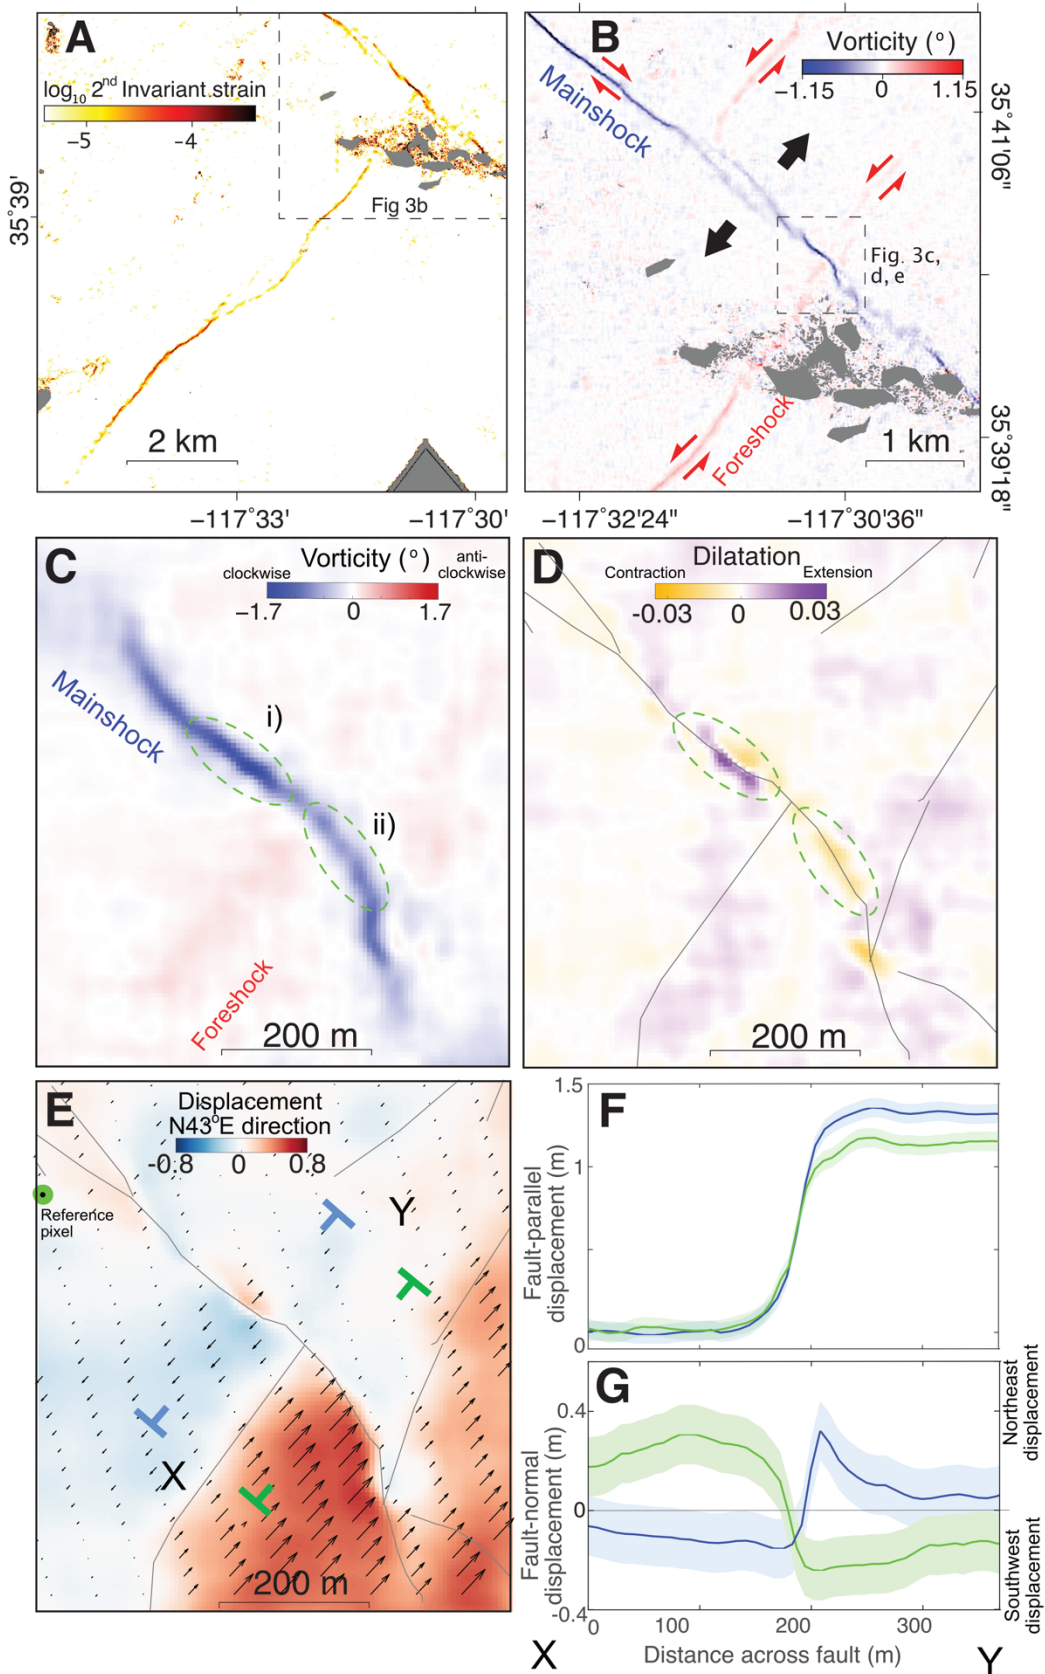 A
log₁₀ 2ⁿᵈ Invariant strain
−5
−4
Fig 3b
35°39'
2 km
−117°33'
−117°30'
B
Vorticity (°)
−1.15
0
1.15
Mainshock
Fig. 3c,
d, e
Foreshock
1 km
35°41'06"
35°39'18"
−117°32'24"
−117°30'36"
C
Vorticity (°)
clockwise
anti-
clockwise
−1.7
0
1.7
Mainshock
i)
ii)
Foreshock
200 m
D
Dilatation
Contraction
Extension
-0.03
0
0.03
200 m
E
Displacement
N43°E direction
-0.8
0
0.8
Reference
pixel
Y
X
200 m
F
1.5
1
0
Fault-parallel
displacement (m)
G
0.4
0
-0.4
Fault-normal
displacement (m)
Northeast
displacement
Southwest
displacement
0
100
200
300
X
Distance across fault (m)
Y